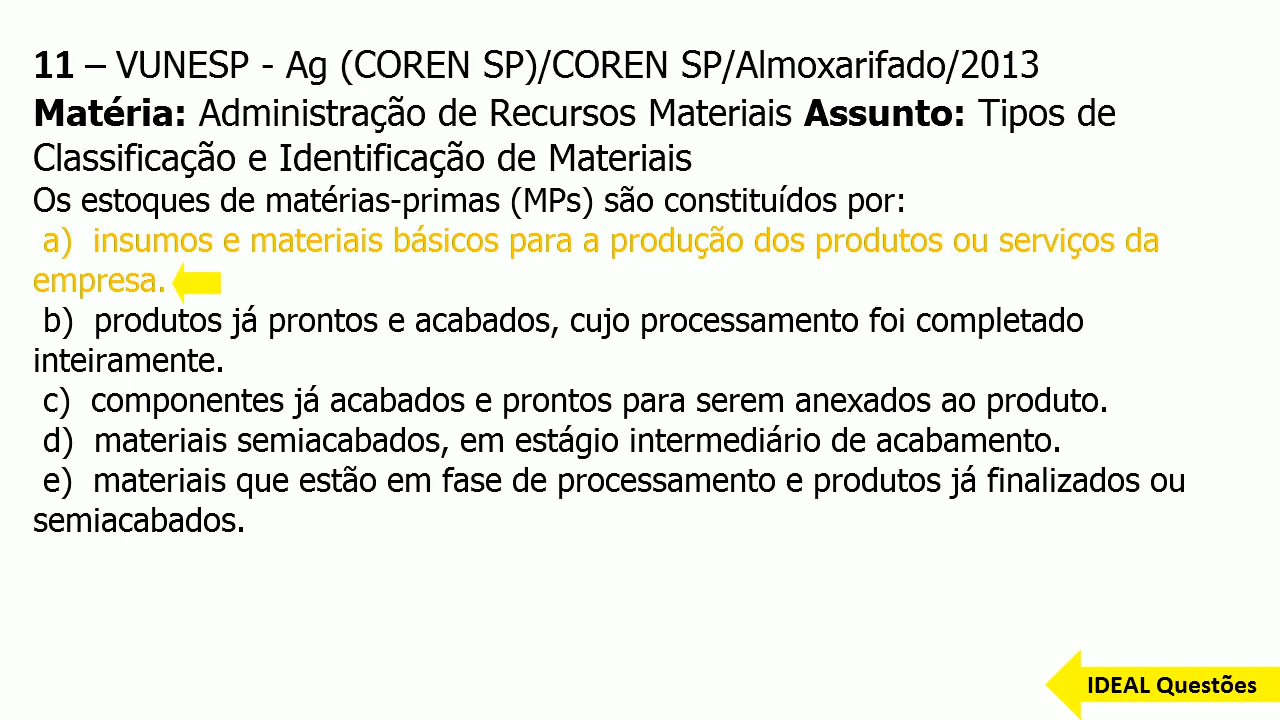 11 – VUNESP - Ag (COREN SP)/COREN SP/Almoxarifado/2013
Matéria: Administração de Recursos Materiais Assunto: Tipos de
Classificação e Identificação de Materiais
Os estoques de matérias-primas (MPs) são constituídos por:
a) insumos e materiais básicos para a produção dos produtos ou serviços da
empresa.
b) produtos já prontos e acabados, cujo processamento foi completado
inteiramente.
c) componentes já acabados e prontos para serem anexados ao produto.
d) materiais semiacabados, em estágio intermediário de acabamento.
e) materiais que estão em fase de processamento e produtos já finalizados ou
semiacabados.
IDEAL Questões